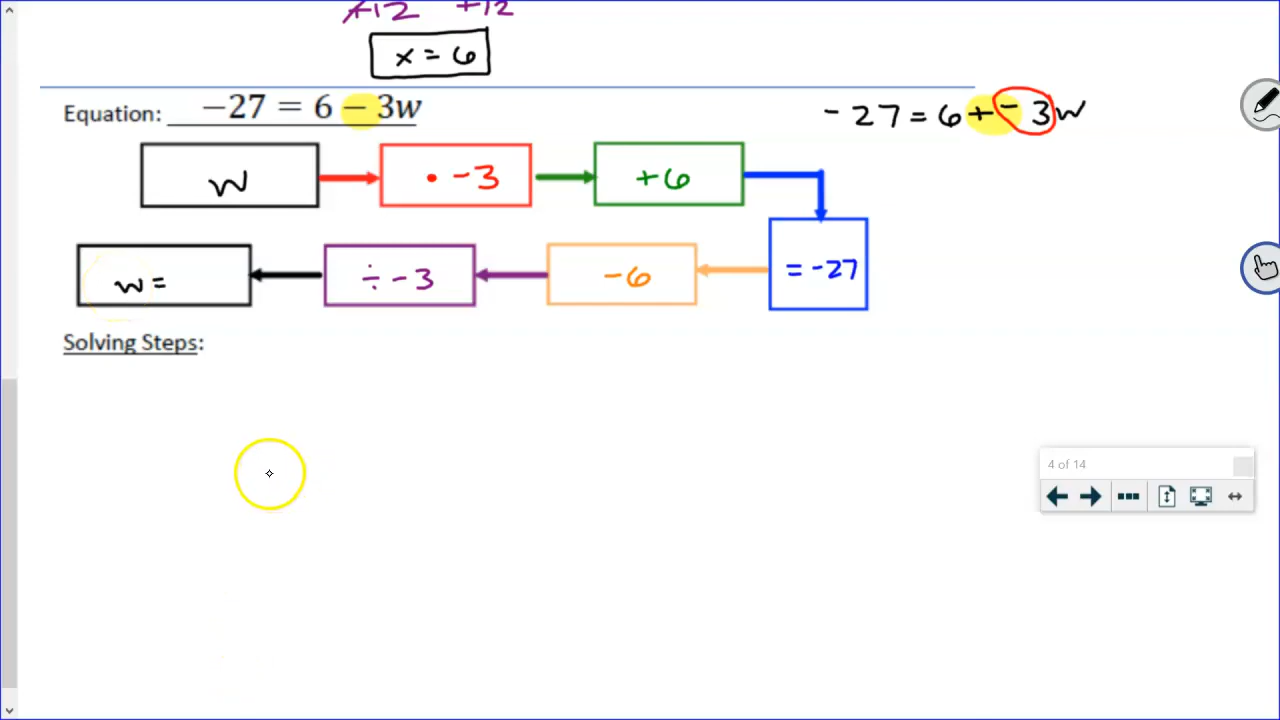 +12 +12
x = 6
Equation: −27 = 6 − 3w
-27 = 6 + -3w
w
• -3
+6
= -27
-6
÷ -3
w =
Solving Steps:
4 of 14